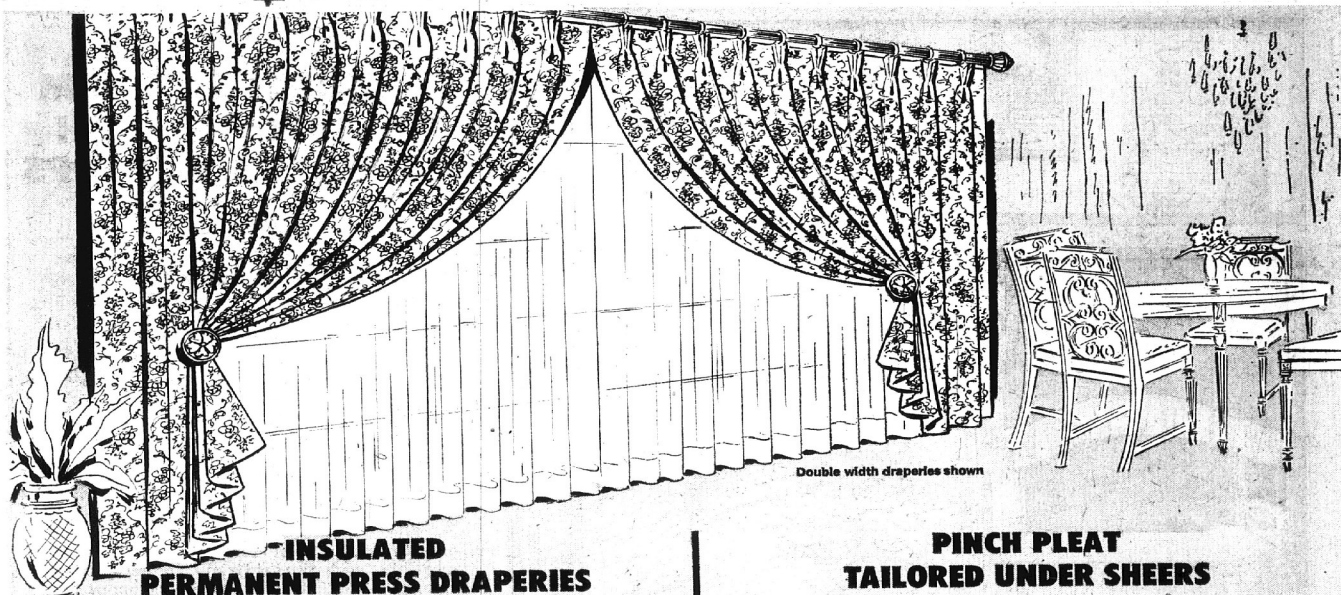 Double width draperies shown
INSULATED
PERMANENT PRESS DRAPERIES
PINCH PLEAT
TAILORED UNDER SHEERS